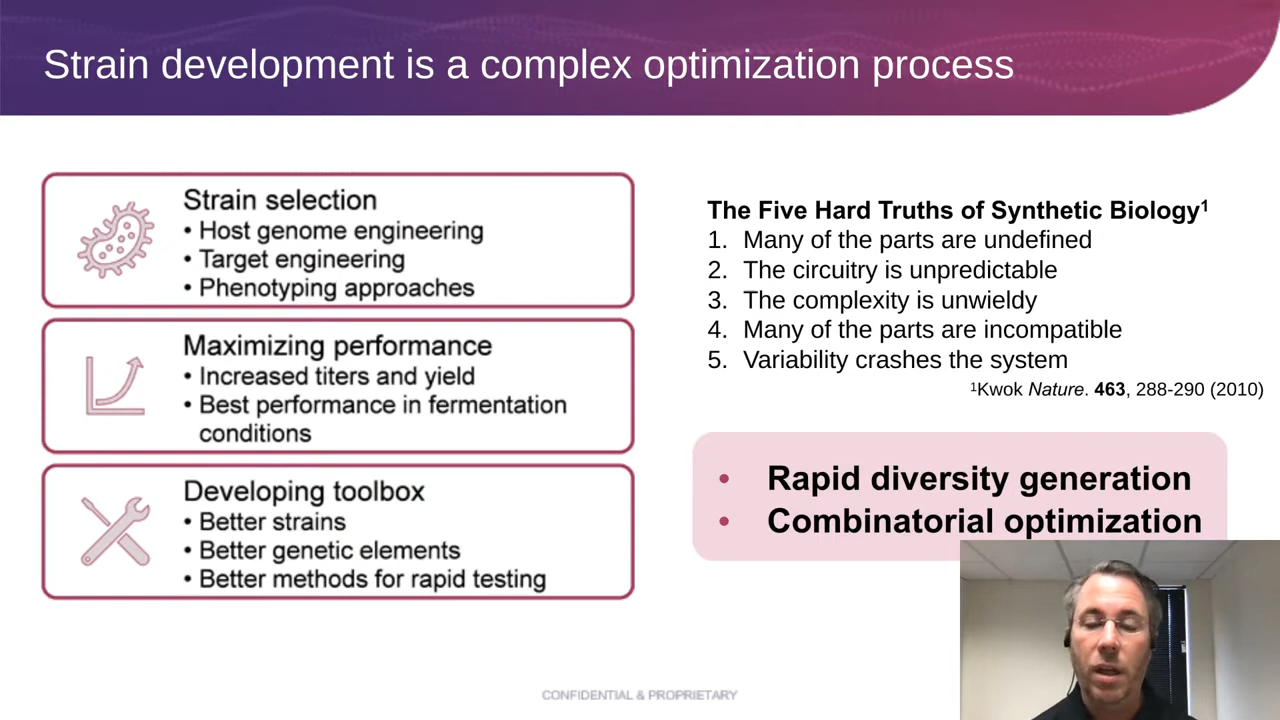 Strain development is a complex optimization process
Strain selection
• Host genome engineering
• Target engineering
• Phenotyping approaches
Maximizing performance
• Increased titers and yield
• Best performance in fermentation
conditions
Developing toolbox
• Better strains
• Better genetic elements
• Better methods for rapid testing
The Five Hard Truths of Synthetic Biology¹
1. Many of the parts are undefined
2. The circuitry is unpredictable
3. The complexity is unwieldy
4. Many of the parts are incompatible
5. Variability crashes the system
¹Kwok Nature. 463, 288-290 (2010)
• Rapid diversity generation
• Combinatorial optimization
CONFIDENTIAL & PROPRIETARY